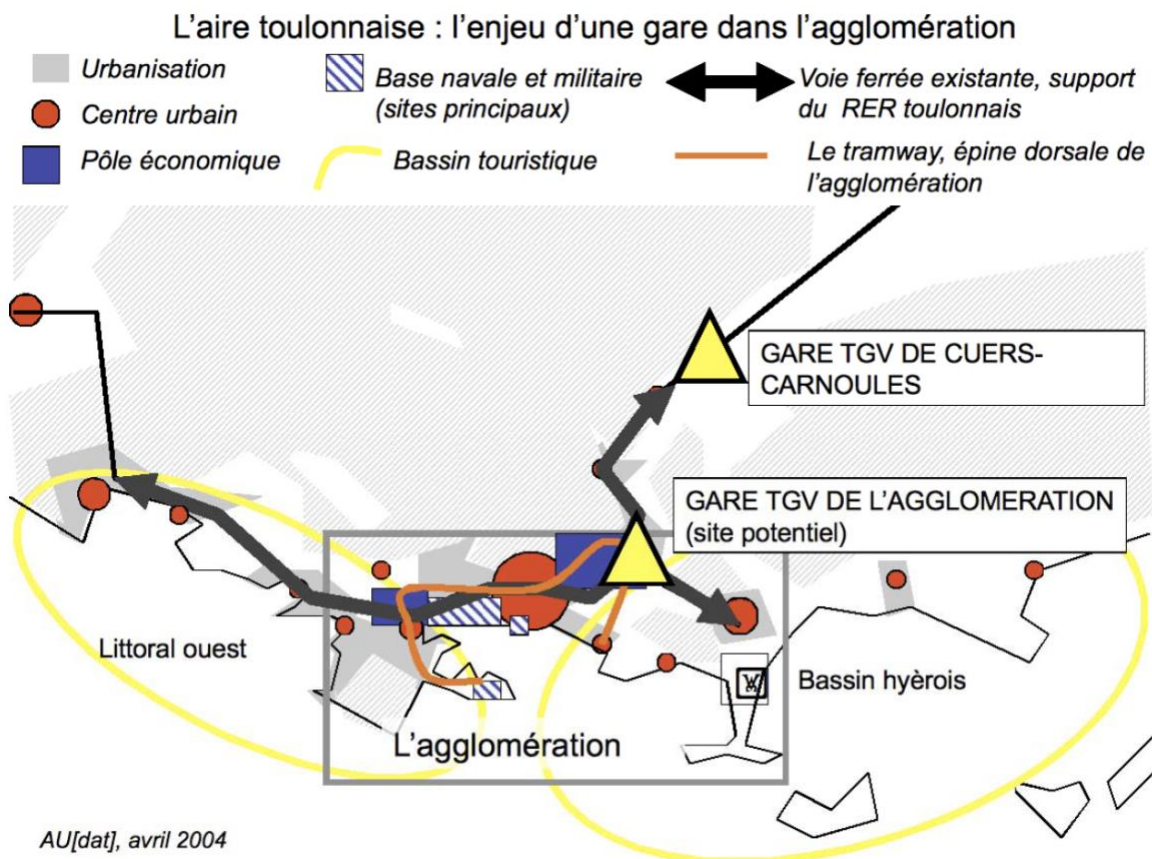 L'aire toulonnaise : l'enjeu d'une gare dans l'agglomération
Urbanisation
Centre urbain
Pôle économique
Base navale et militaire
(sites principaux)
Bassin touristique
Voie ferrée existante, support
du RER toulonnais
Le tramway, épine dorsale de
l'agglomération
GARE TGV DE CUERS-
CARNOULES
GARE TGV DE L'AGGLOMERATION
(site potentiel)
Littoral ouest
Bassin hyèrois
L'agglomération
AU[dat], avril 2004